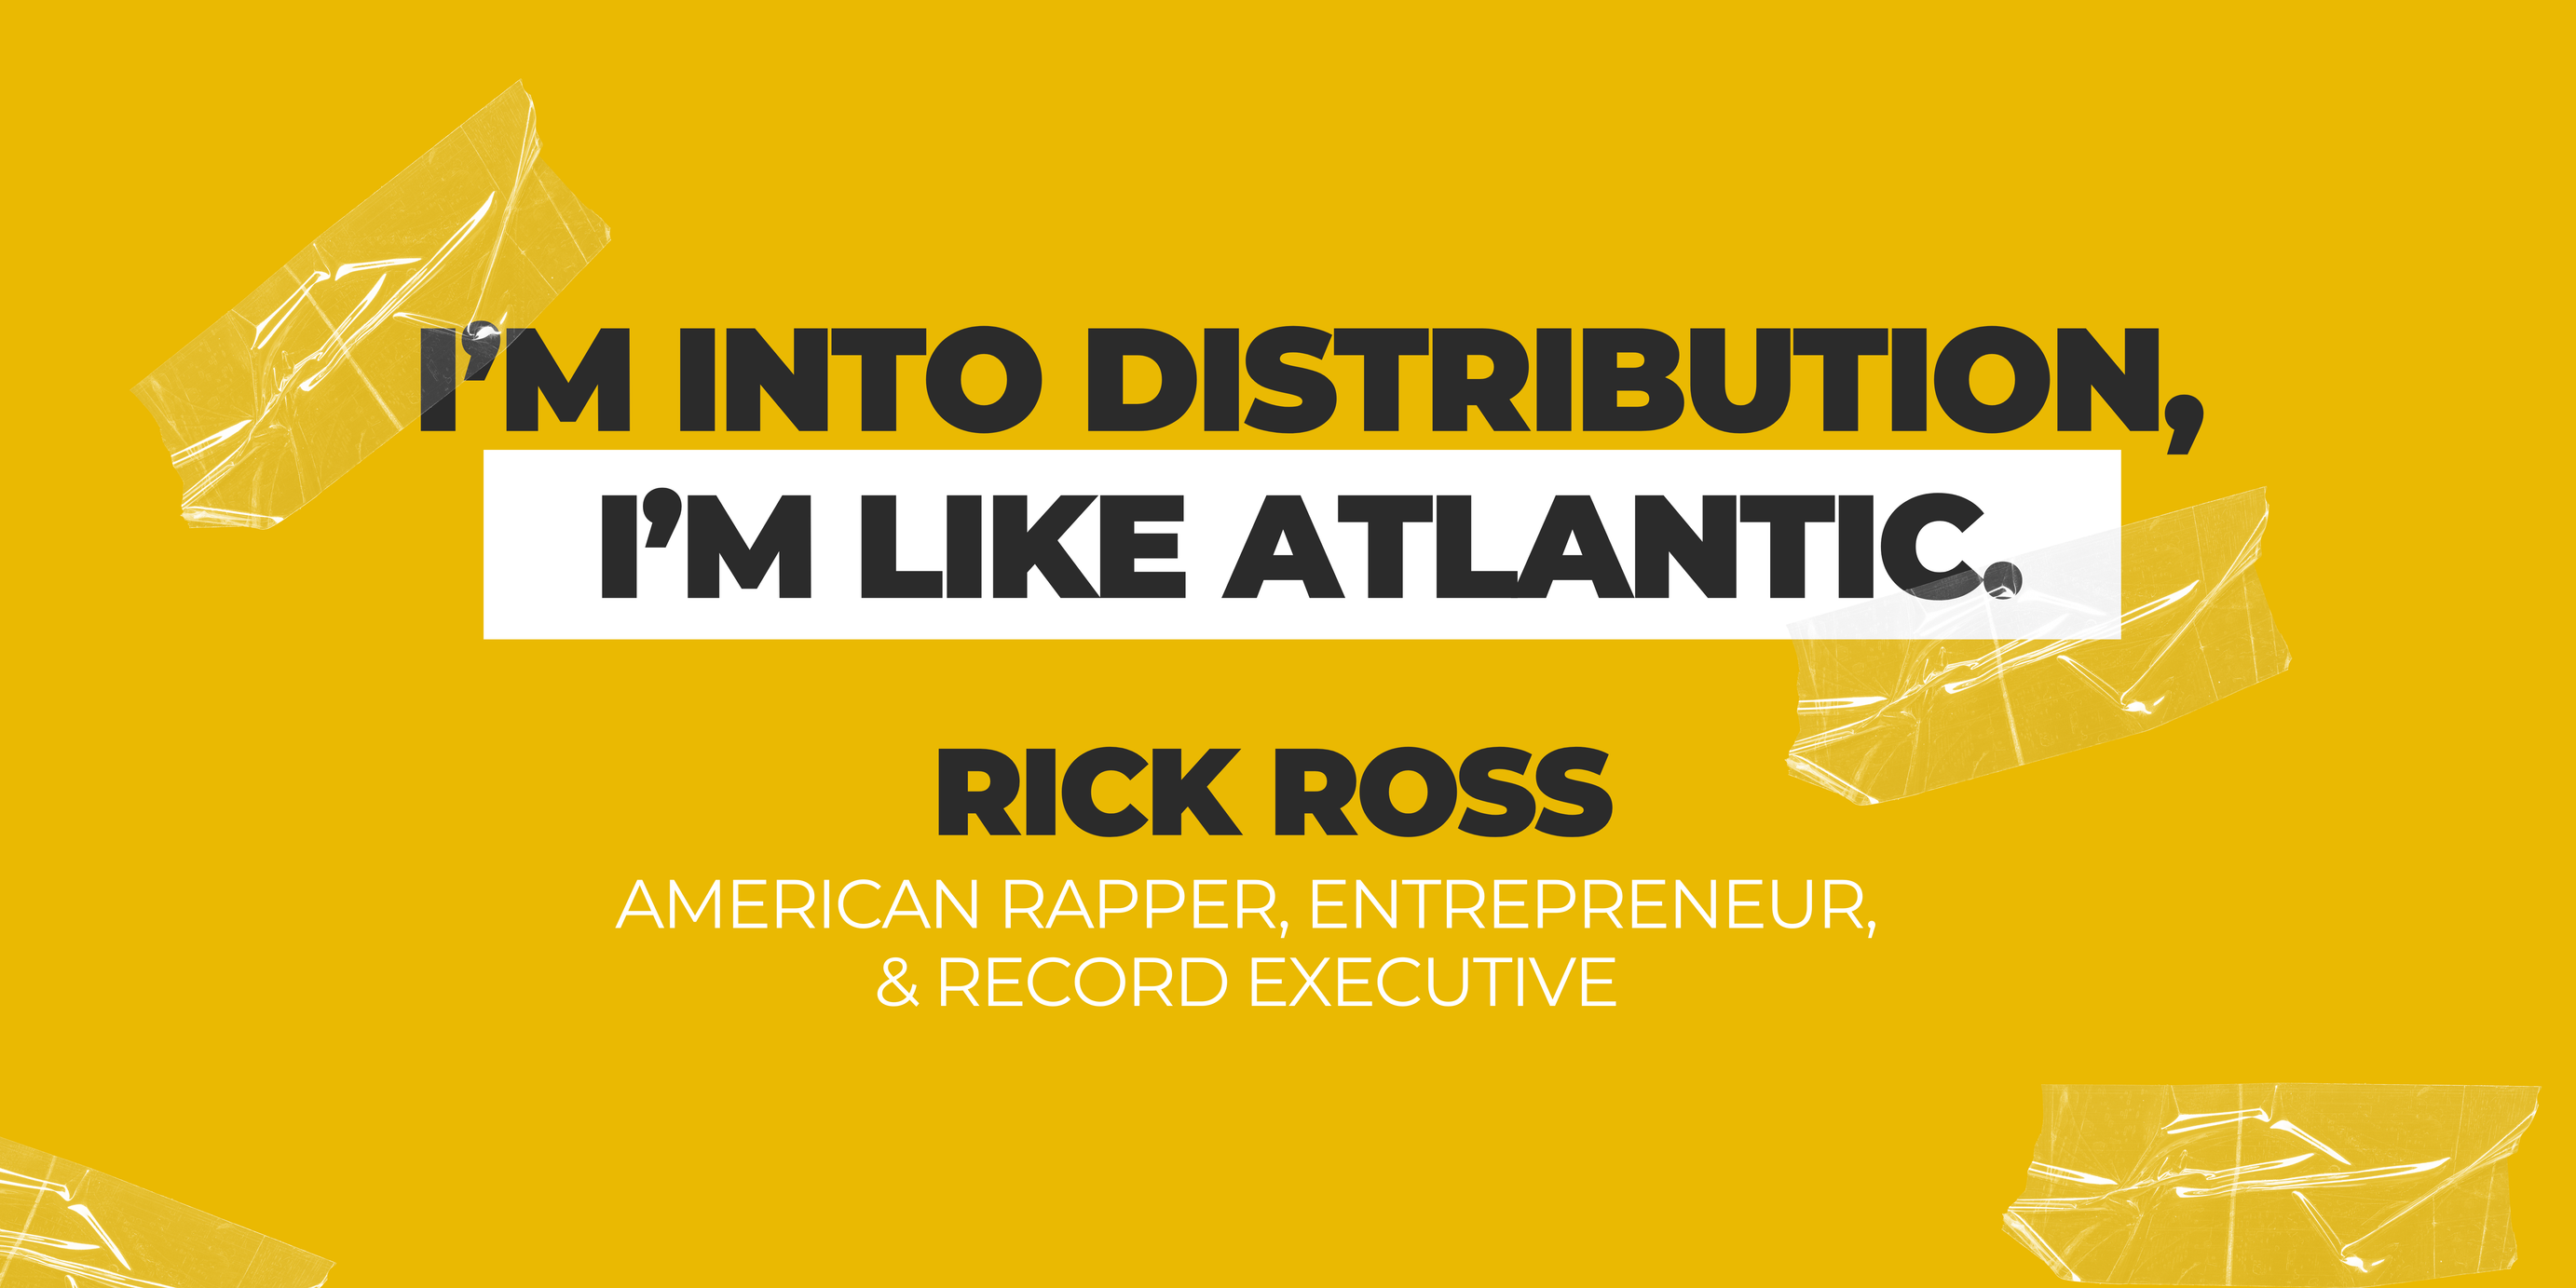 I’M INTO DISTRIBUTION,
I’M LIKE ATLANTIC.
RICK ROSS
AMERICAN RAPPER, ENTREPRENEUR,
& RECORD EXECUTIVE